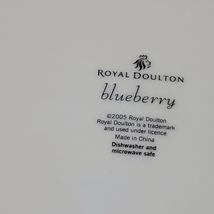 ROYAL DOULTON
blueberry
©2005 Royal Doulton
Royal Doulton is a trademark
and used under licence
Made in China
Dishwasher and
microwave safe